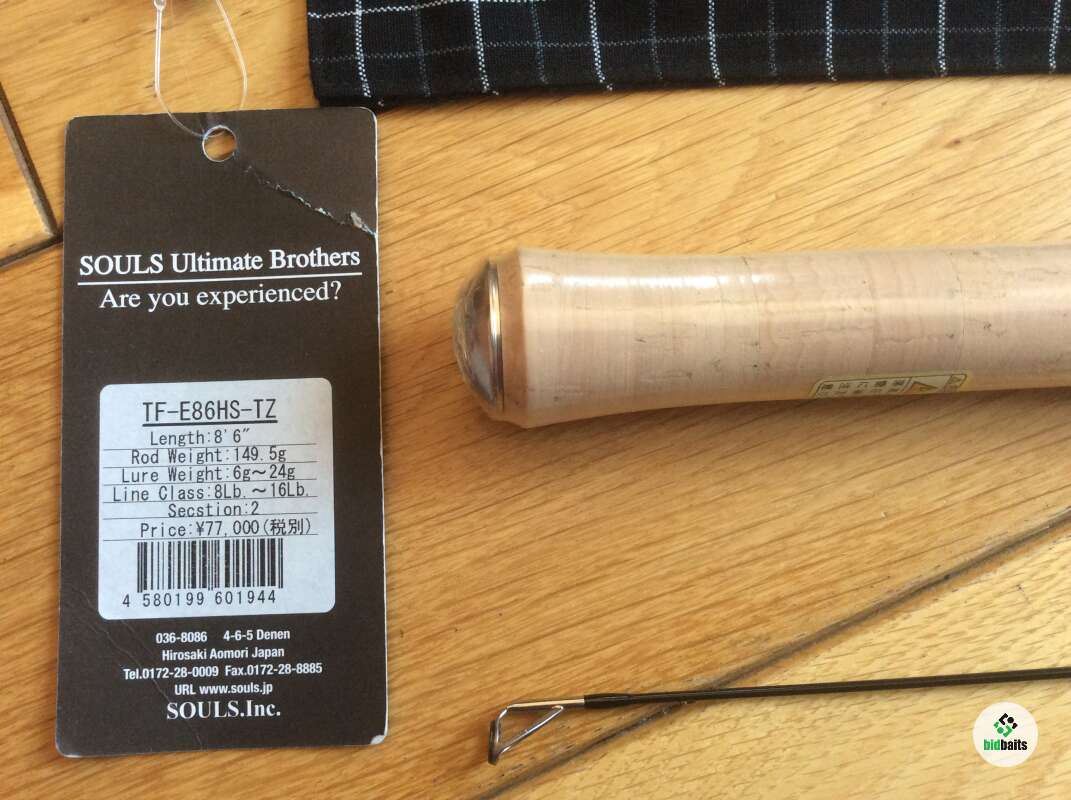 SOULS Ultimate Brothers
Are you experienced?
TF-E86HS-TZ
Length:8'6"
Rod Weight:149.5g
Lure Weight:6g～24g
Line Class:8Lb.～16Lb.
Secstion:2
Price:¥77,000(税別)
4 580199 601944
036-8086 4-6-5 Denen
Hirosaki Aomori Japan
Tel.0172-28-0009 Fax.0172-28-8885
URL www.souls.jp
SOULS.Inc.
bidbaits